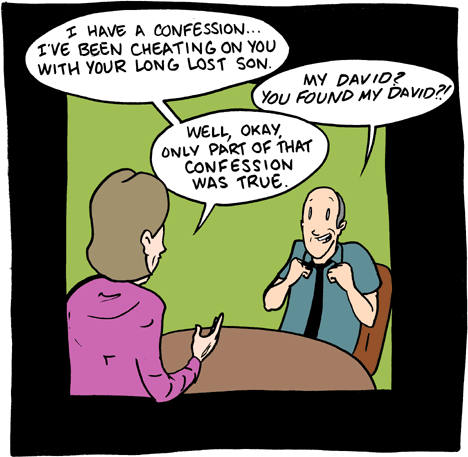 I HAVE A CONFESSION...
I'VE BEEN CHEATING ON YOU
WITH YOUR LONG LOST SON.
MY DAVID?
YOU FOUND MY DAVID?!
WELL, OKAY,
ONLY PART OF THAT
CONFESSION
WAS TRUE.